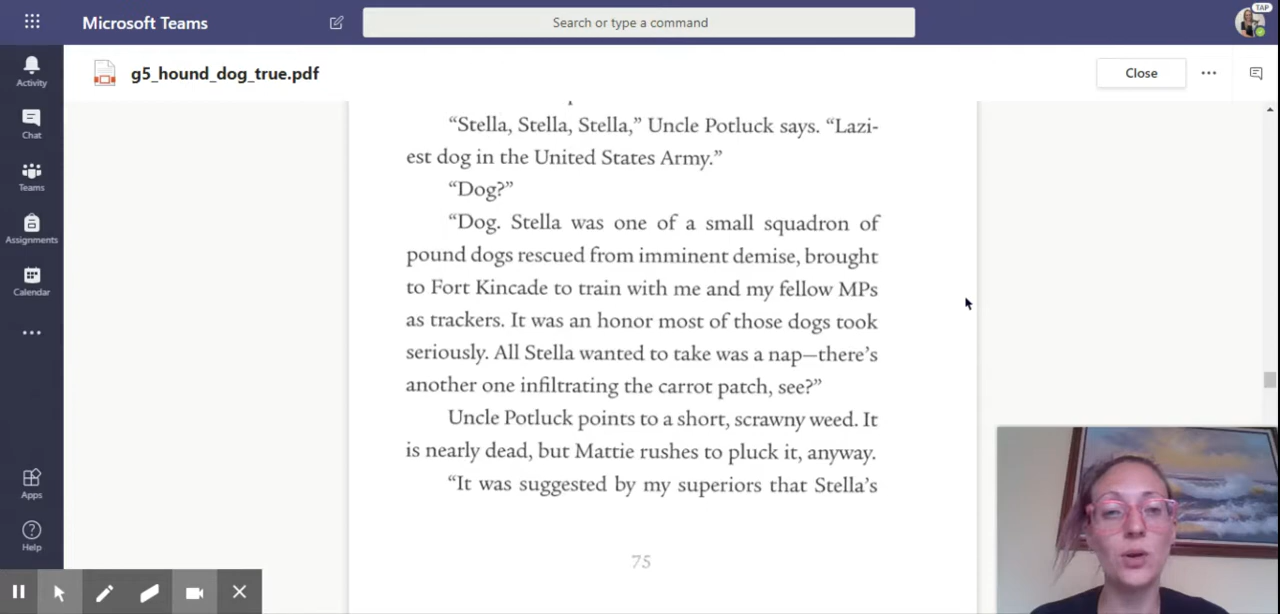 Microsoft Teams
Search or type a command
TAP
Activity
g5_hound_dog_true.pdf
Close
Chat
Teams
Assignments
Calendar
Apps
Help
“Stella, Stella, Stella,” Uncle Potluck says. “Lazi-
est dog in the United States Army.”
“Dog?”
“Dog. Stella was one of a small squadron of
pound dogs rescued from imminent demise, brought
to Fort Kincade to train with me and my fellow MPs
as trackers. It was an honor most of those dogs took
seriously. All Stella wanted to take was a nap—there’s
another one infiltrating the carrot patch, see?”
Uncle Potluck points to a short, scrawny weed. It
is nearly dead, but Mattie rushes to pluck it, anyway.
“It was suggested by my superiors that Stella’s
75